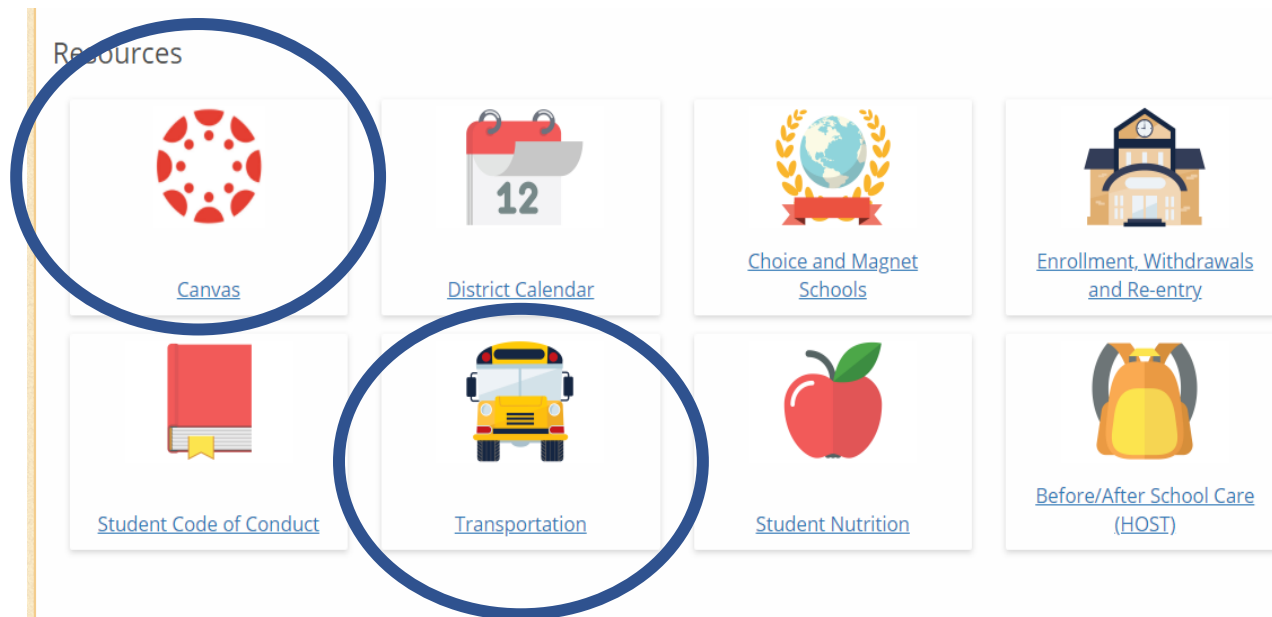 Resources
12
Canvas
District Calendar
Choice and Magnet
Schools
Enrollment, Withdrawals
and Re-entry
Student Code of Conduct
Transportation
Student Nutrition
Before/After School Care
(HOST)